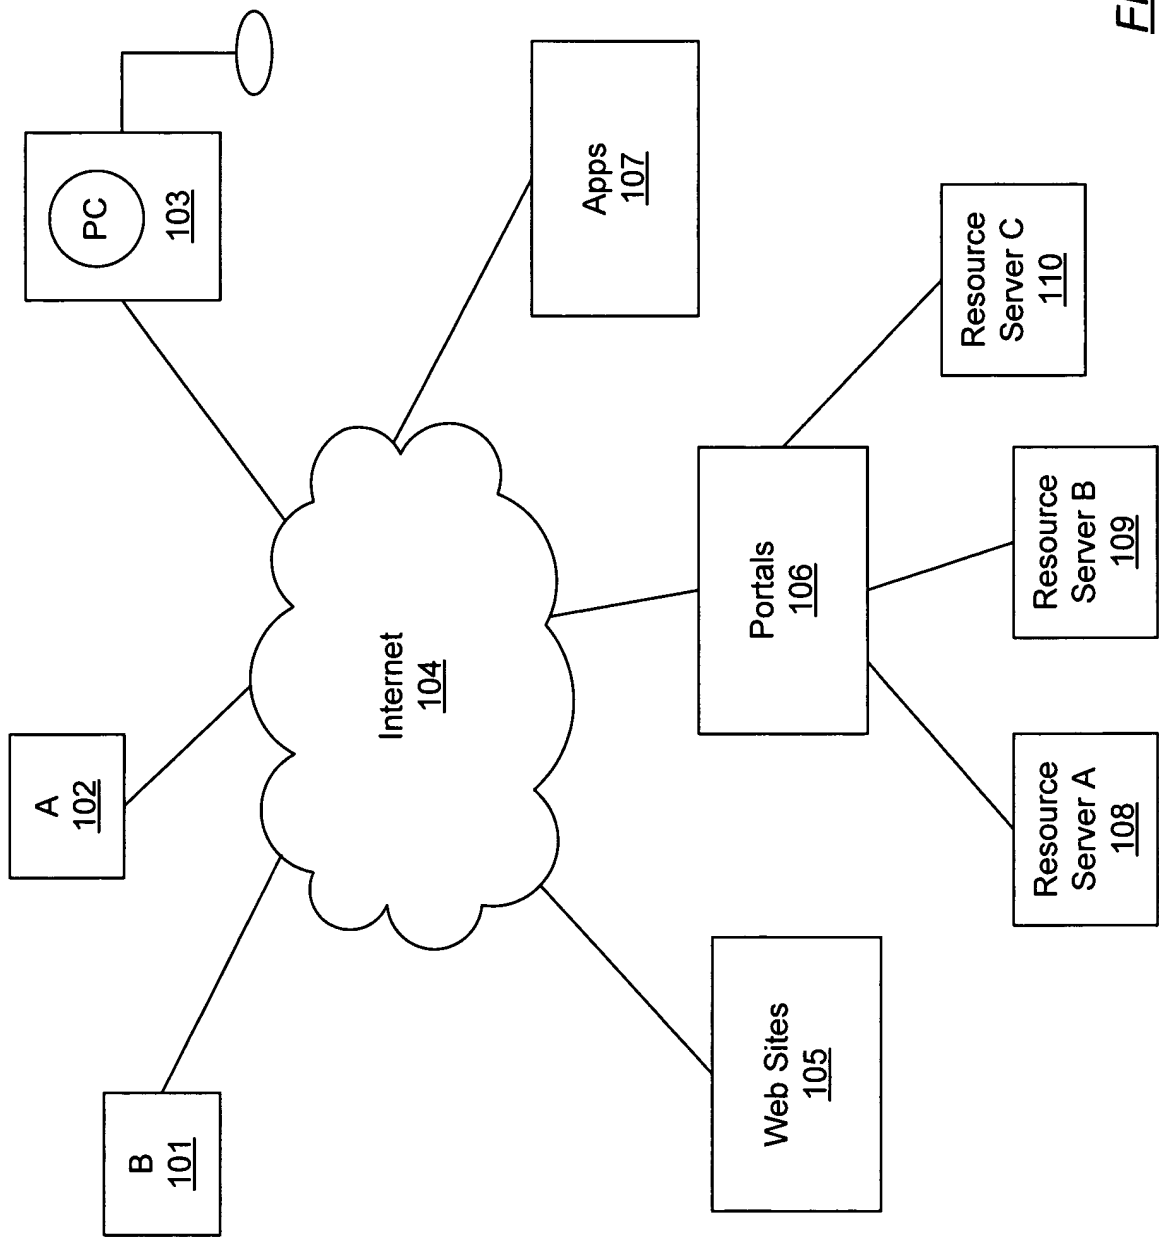 B
101
A
102
PC
103
Internet
104
Web Sites
105
Portals
106
Apps
107
Resource
Server A
108
Resource
Server B
109
Resource
Server C
110